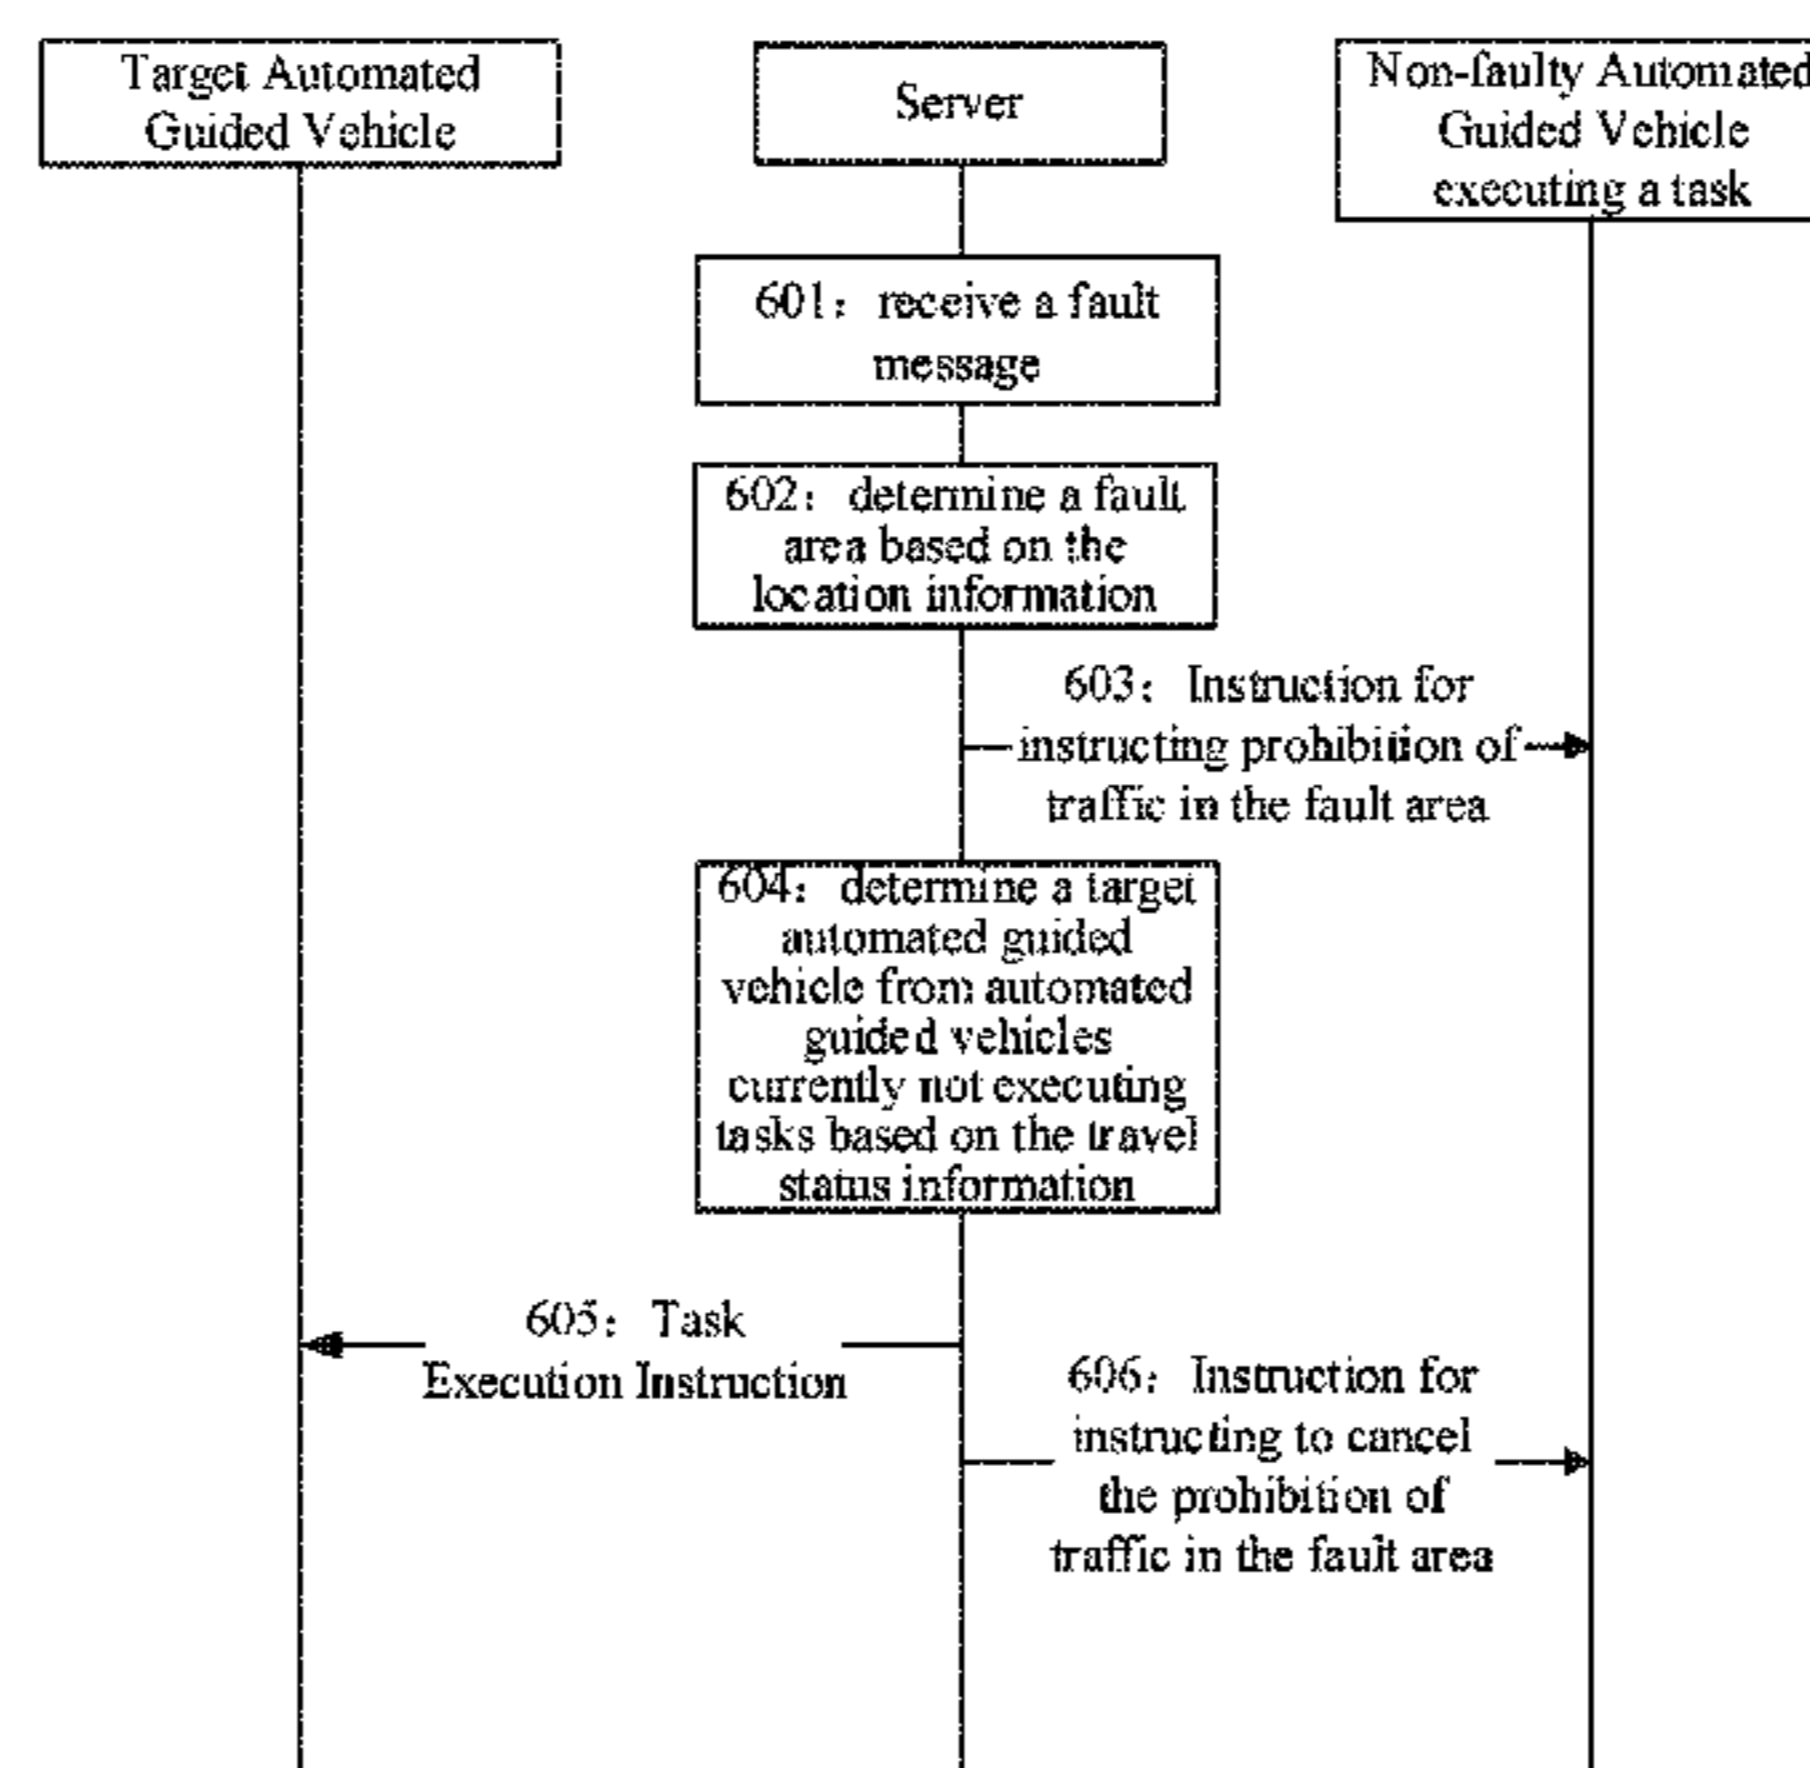 Target Automated
Guided Vehicle
Server
Non-faulty Automated
Guided Vehicle
executing a task
601：receive a fault
message
602：determine a fault
area based on the
location information
603：Instruction for
instructing prohibition of
traffic in the fault area
604：determine a target
automated guided
vehicle from automated
guided vehicles
currently not executing
tasks based on the travel
status information
605：Task
Execution Instruction
606：Instruction for
instructing to cancel
the prohibition of
traffic in the fault area